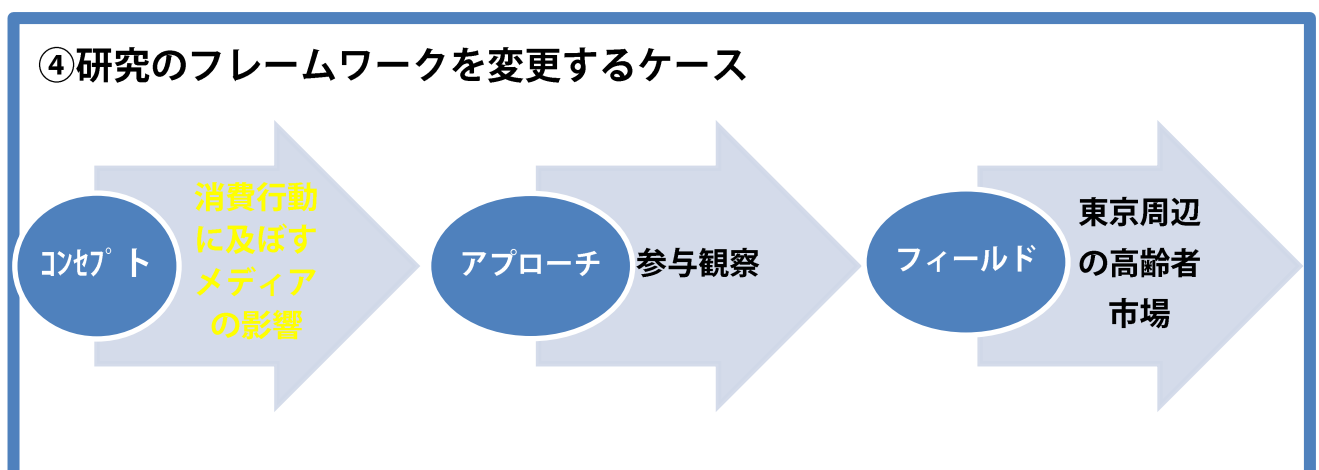 ④研究のフレームワークを変更するケース
ｺﾝｾﾌﾟﾄ
消費行動
に及ぼす
メディア
の影響
アプローチ
参与観察
フィールド
東京周辺
の高齢者
市場